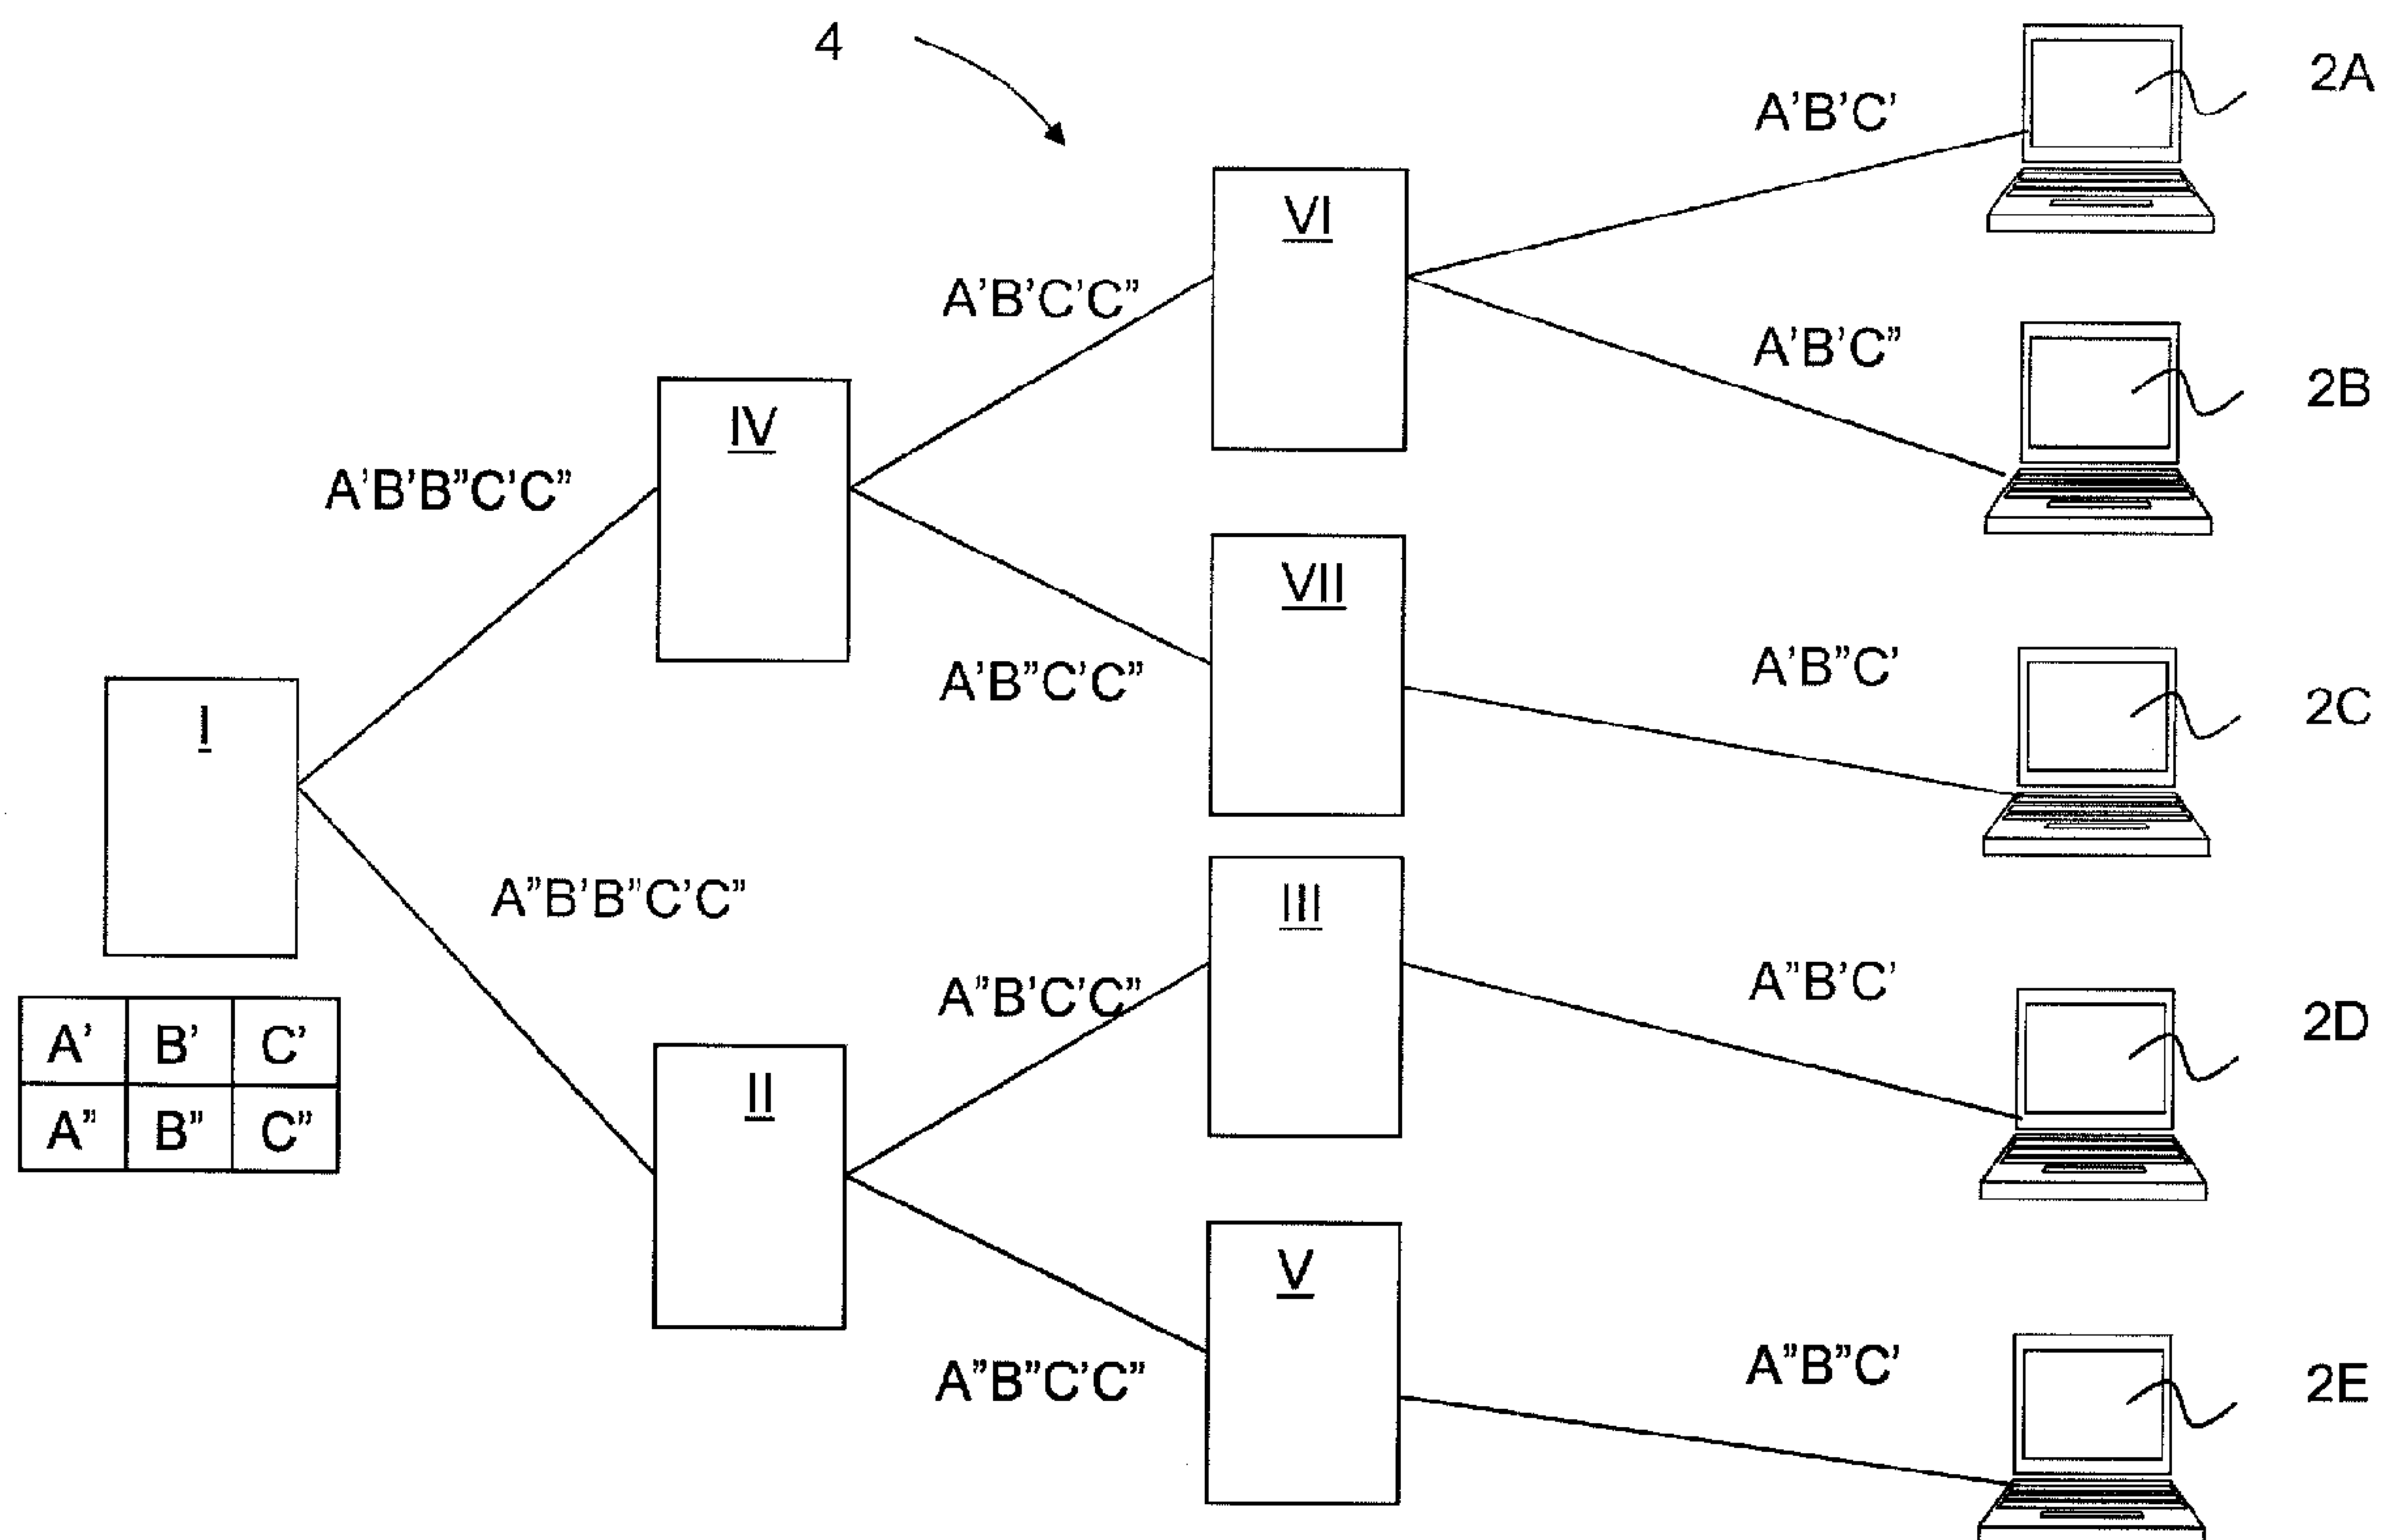 4
2A
A'B'C'
VI
A'B'C'C”
A'B'C”
2B
IV
A'B'B”C'C”
VII
A'B”C'C”
A'B”C'
2C
I
A”B'B”C'C”
III
A”B'C'C”
A”B'C'
2D
A' B' C'
A” B” C”
II
V
A”B”C'C”
A”B”C'
2E